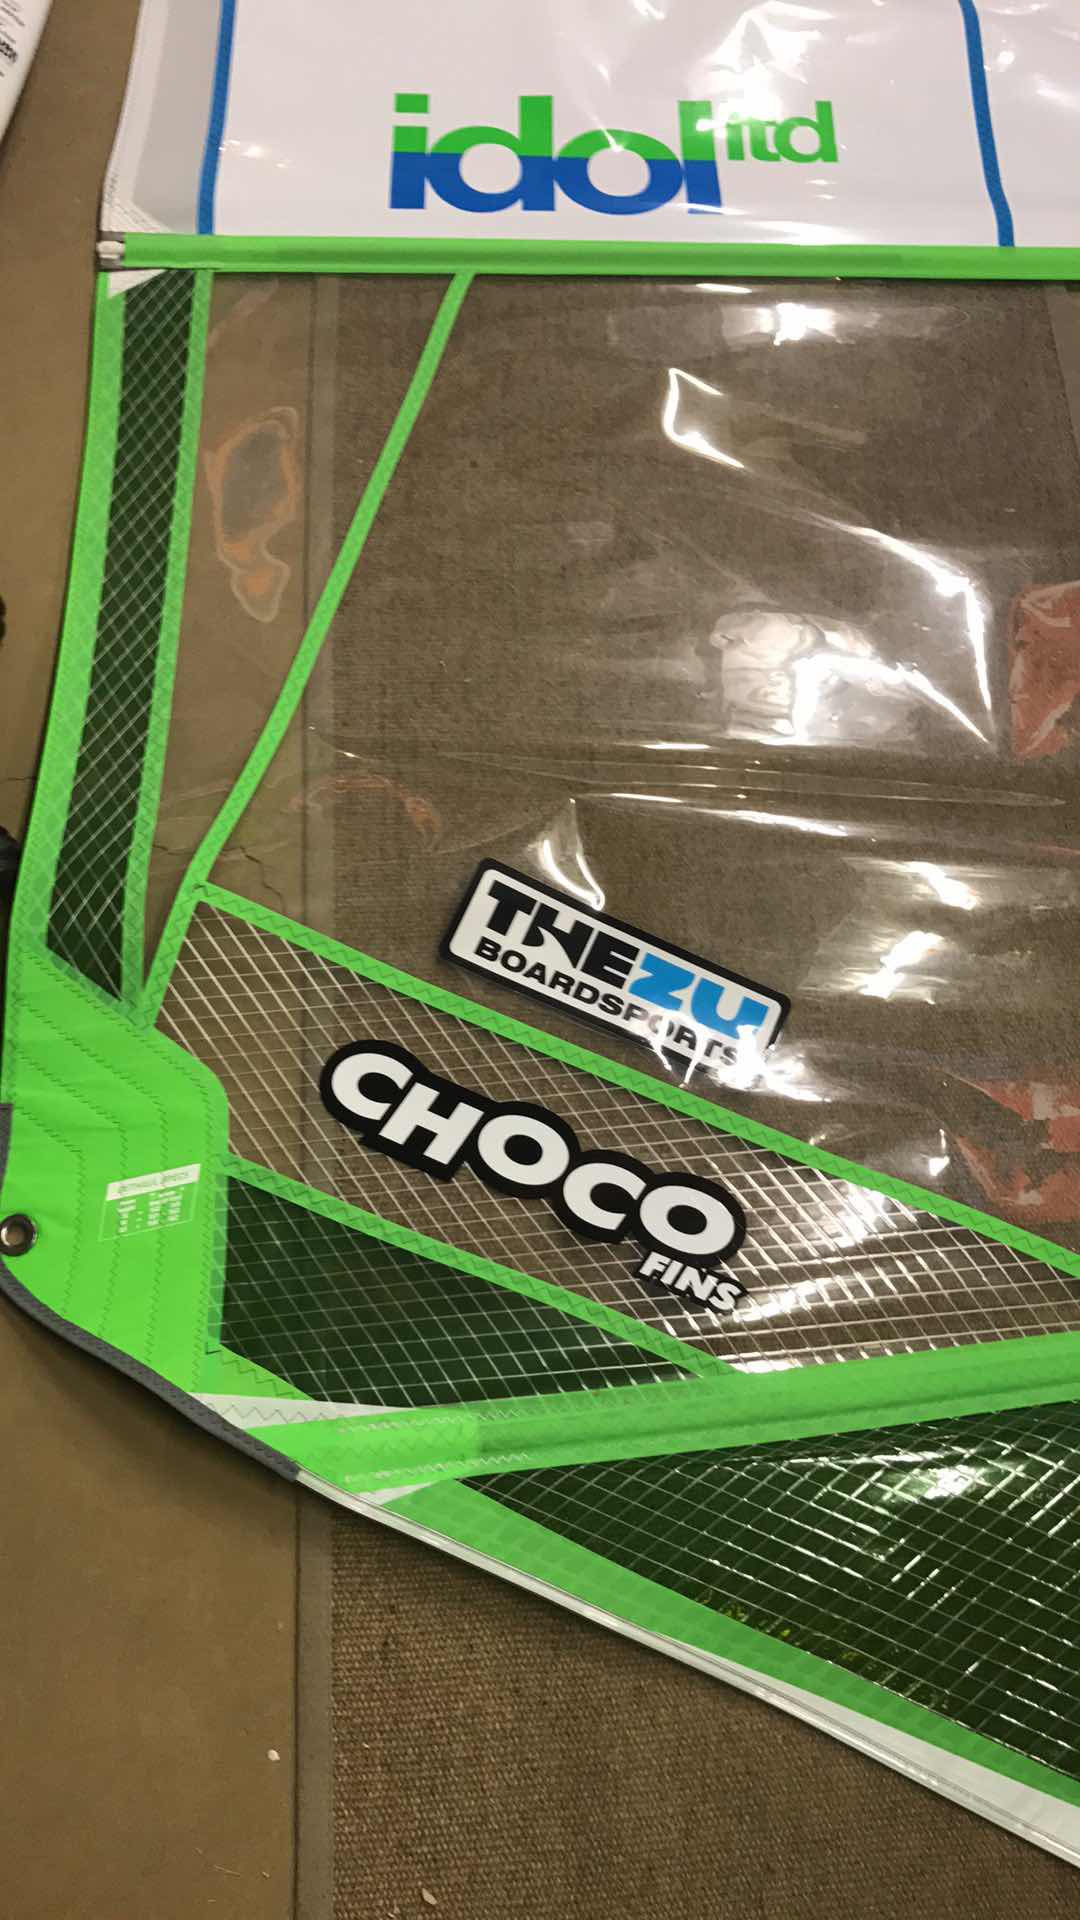 idol ltd
THEZU
BOARDSPORTS
CHOCO
FINS